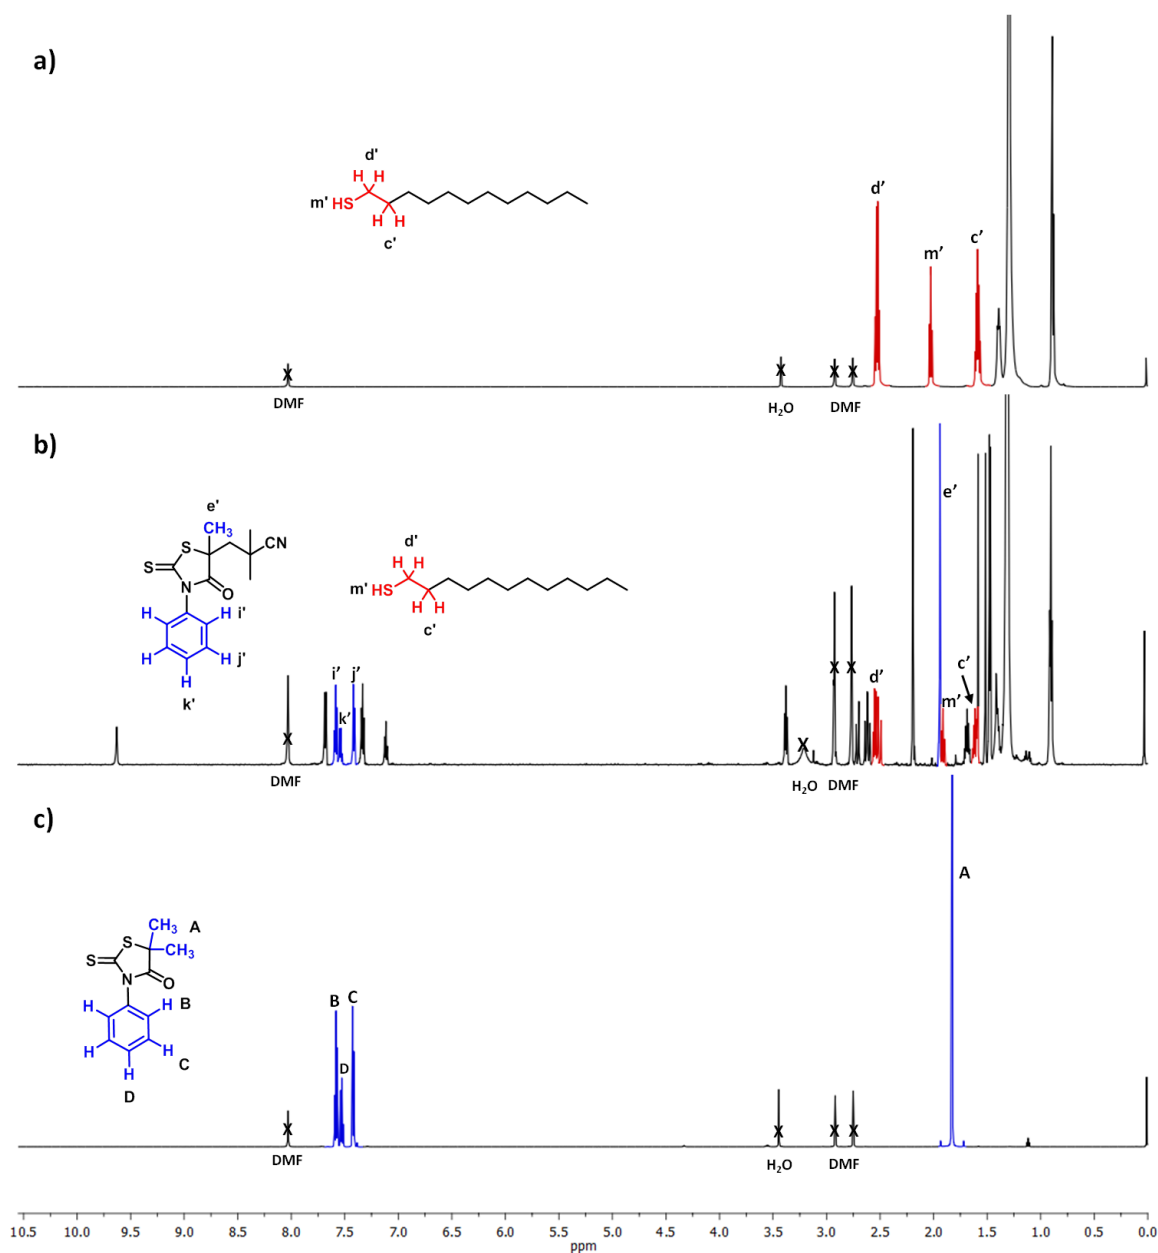 a)
d'
H H
m' HS
H H
c'
d'
m'
c'
X
X
X X
DMF
H₂O
DMF
b)
e'
CH₃
S
CN
S
N
O
H
H
i'
H
H
j'
H
k'
d'
H H
m' HS
H H
c'
i'
j'
k'
X
X
X X
d'
e'
c'
m'
DMF
H₂O
DMF
c)
CH₃
A
S
CH₃
S
N
O
H
H
B
H
H
C
H
D
B
C
D
A
X
X
X X
DMF
H₂O
DMF
10.5 10.0 9.5 9.0 8.5 8.0 7.5 7.0 6.5 6.0 5.5 5.0 4.5 4.0 3.5 3.0 2.5 2.0 1.5 1.0 0.5 0.0
ppm